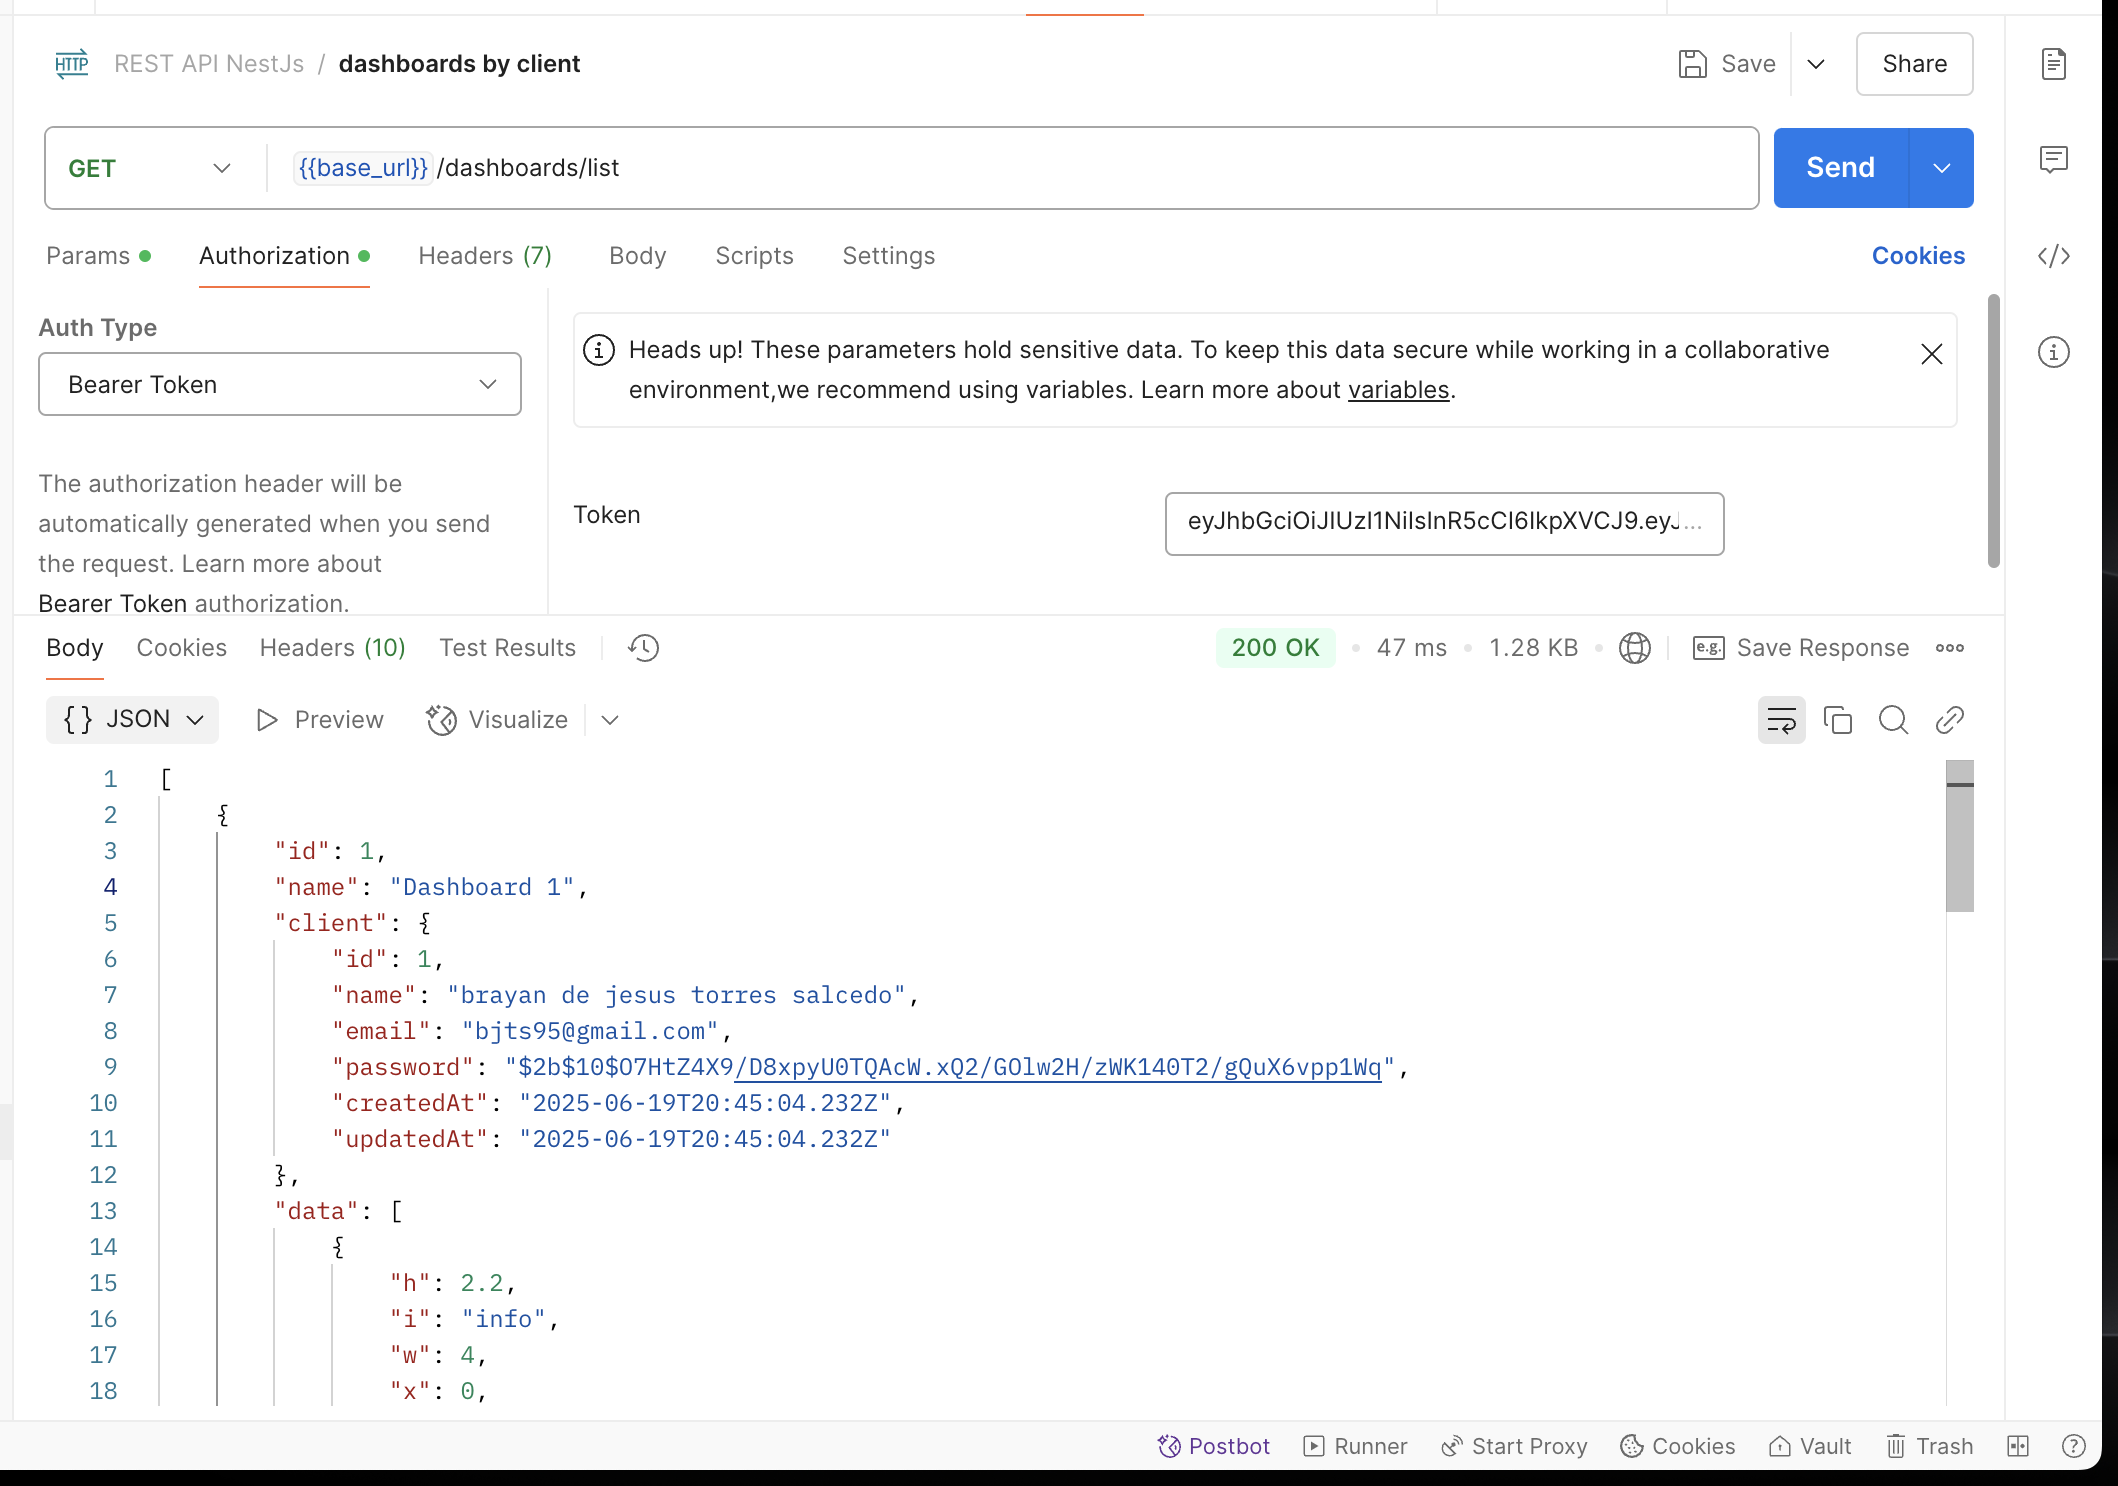 HTTP REST API NestJs / dashboards by client Save Share
GET {{base_url}}/dashboards/list Send
Params Authorization Headers (7) Body Scripts Settings Cookies
Auth Type
Bearer Token
The authorization header will be
automatically generated when you send
the request. Learn more about
Bearer Token authorization.
Heads up! These parameters hold sensitive data. To keep this data secure while working in a collaborative
environment,we recommend using variables. Learn more about variables.
Token eyJhbGciOiJIUzI1NiIsInR5cCI6IkpXVCJ9.eyJ...
Body Cookies Headers (10) Test Results 200 OK • 47 ms • 1.28 KB • e.g. Save Response
{} JSON Preview Visualize
1 [
2 {
3 "id": 1,
4 "name": "Dashboard 1",
5 "client": {
6 "id": 1,
7 "name": "brayan de jesus torres salcedo",
8 "email": "bjts95@gmail.com",
9 "password": "$2b$10$O7HtZ4X9/D8xpyU0TQAcW.xQ2/GOlw2H/zWK140T2/gQuX6vpp1Wq",
10 "createdAt": "2025-06-19T20:45:04.232Z",
11 "updatedAt": "2025-06-19T20:45:04.232Z"
12 },
13 "data": [
14 {
15 "h": 2.2,
16 "i": "info",
17 "w": 4,
18 "x": 0,
Postbot Runner Start Proxy Cookies Vault Trash